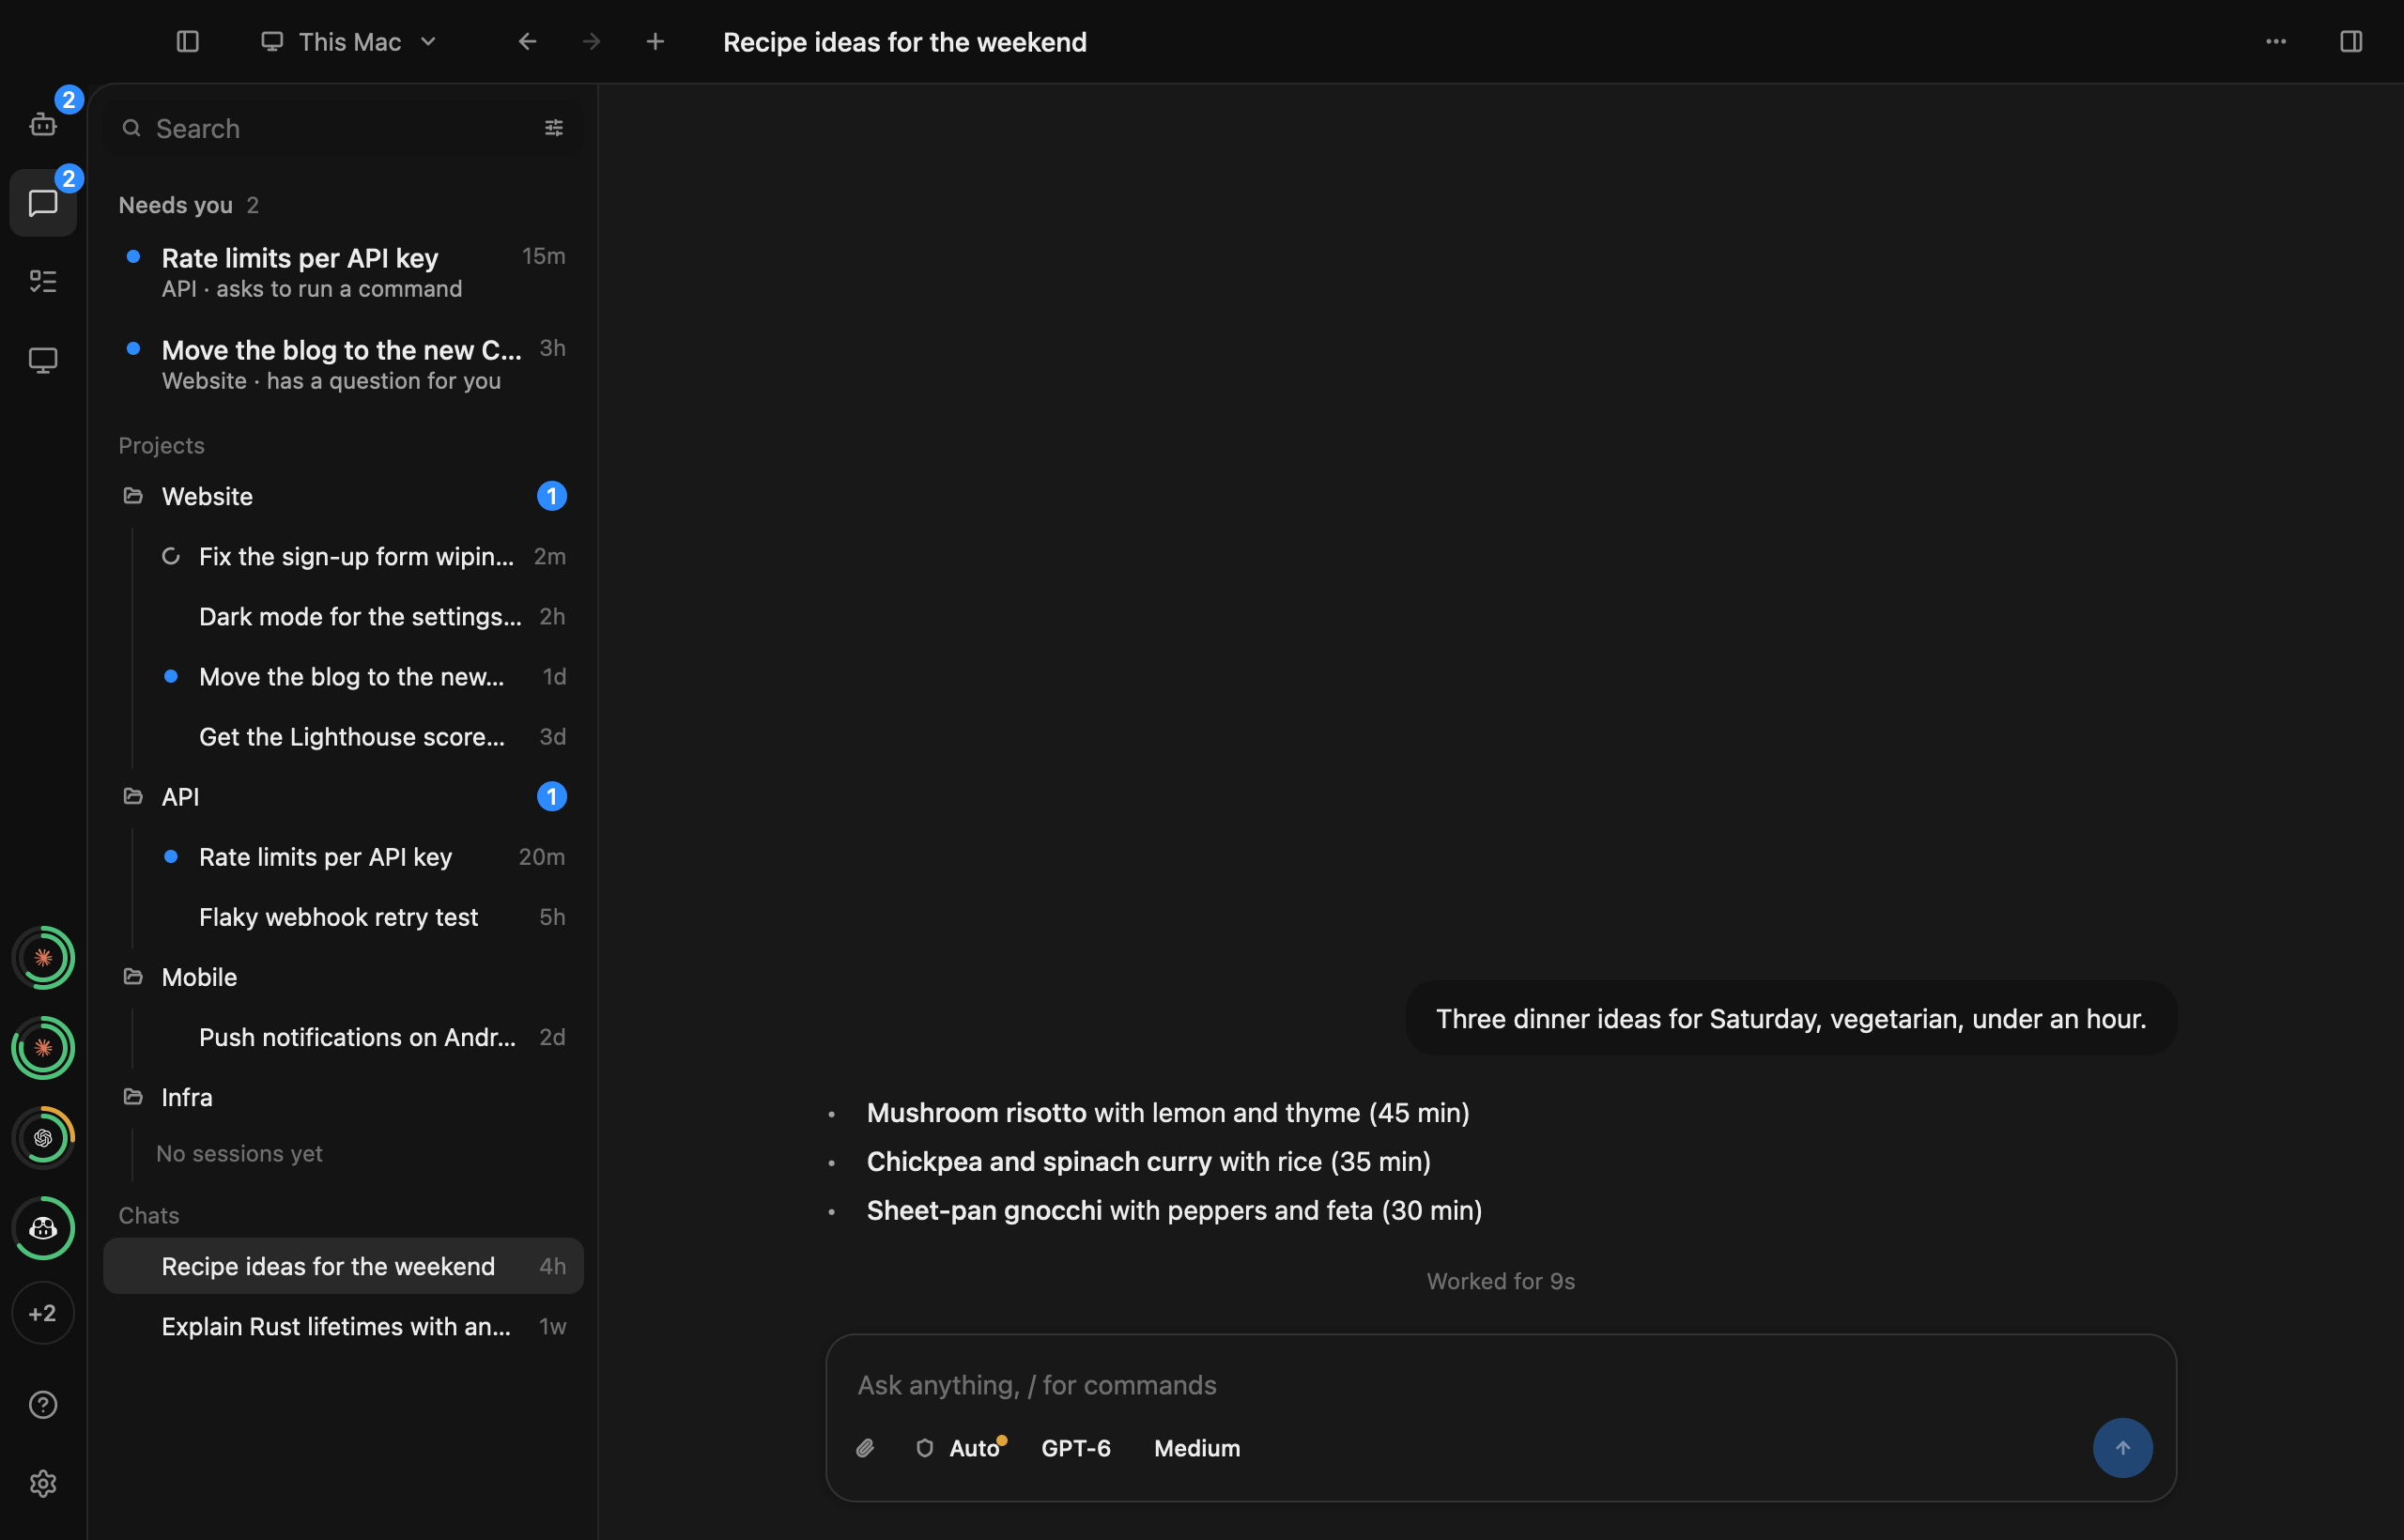 This Mac
Recipe ideas for the weekend
2
2
Search
Needs you 2
Rate limits per API key 15m
API · asks to run a command
Move the blog to the new C... 3h
Website · has a question for you
Projects
Website 1
Fix the sign-up form wipin... 2m
Dark mode for the settings... 2h
Move the blog to the new... 1d
Get the Lighthouse score... 3d
API 1
Rate limits per API key 20m
Flaky webhook retry test 5h
Mobile
Push notifications on Andr... 2d
Infra
No sessions yet
Chats
Recipe ideas for the weekend 4h
Explain Rust lifetimes with an... 1w
+2
Three dinner ideas for Saturday, vegetarian, under an hour.
• Mushroom risotto with lemon and thyme (45 min)
• Chickpea and spinach curry with rice (35 min)
• Sheet-pan gnocchi with peppers and feta (30 min)
Worked for 9s
Ask anything, / for commands
Auto GPT-6 Medium